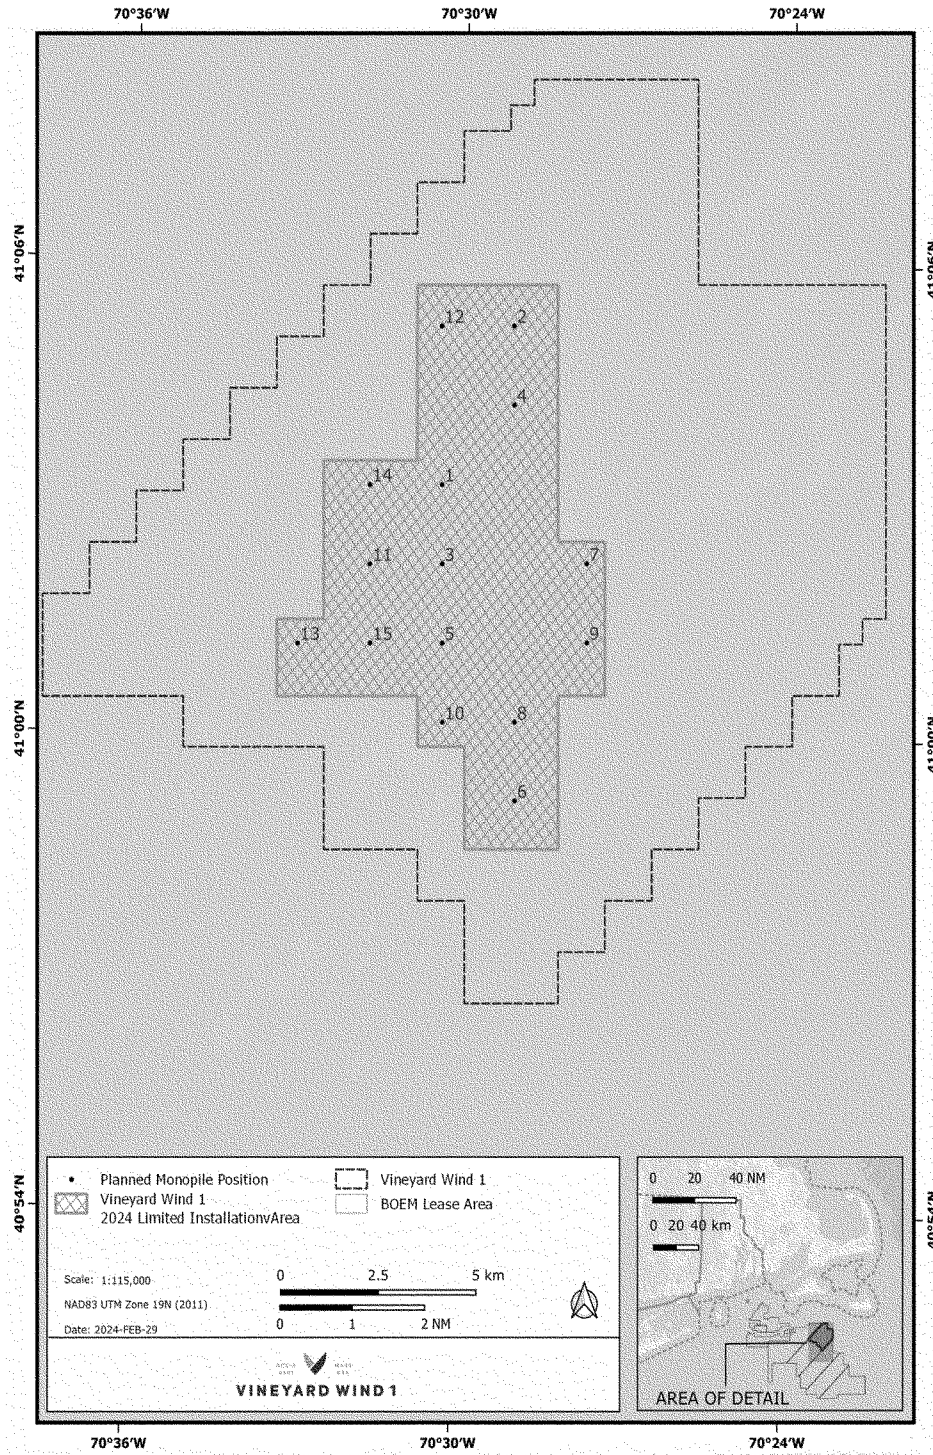 70°36'W 70°30'W 70°24'W
41°06'N
41°06'N
12 2
4
14 1
11 3 7
13 15 5 9
10 8
6
41°00'N
41°00'N
Planned Monopile Position
Vineyard Wind 1
2024 Limited InstallationvArea
Vineyard Wind 1
BOEM Lease Area
40°54'N
40°54'N
Scale: 1:115,000
NAD83 UTM Zone 19N (2011)
Date: 2024-FEB-29
0 2.5 5 km
0 1 2 NM
VINEYARD WIND 1
0 20 40 NM
0 20 40 km
AREA OF DETAIL
70°36'W 70°30'W 70°24'W